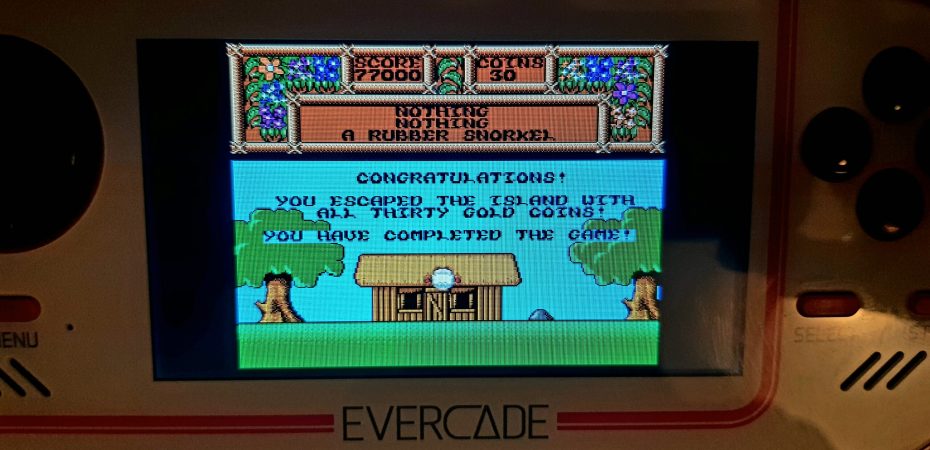 SCORE
77000
COINS
30
NOTHING
NOTHING
A RUBBER SNORKEL
CONGRATULATIONS!
YOU ESCAPED THE ISLAND WITH
ALL THIRTY GOLD COINS!
YOU HAVE COMPLETED THE GAME!
MENU
SELECT
EVERCADE